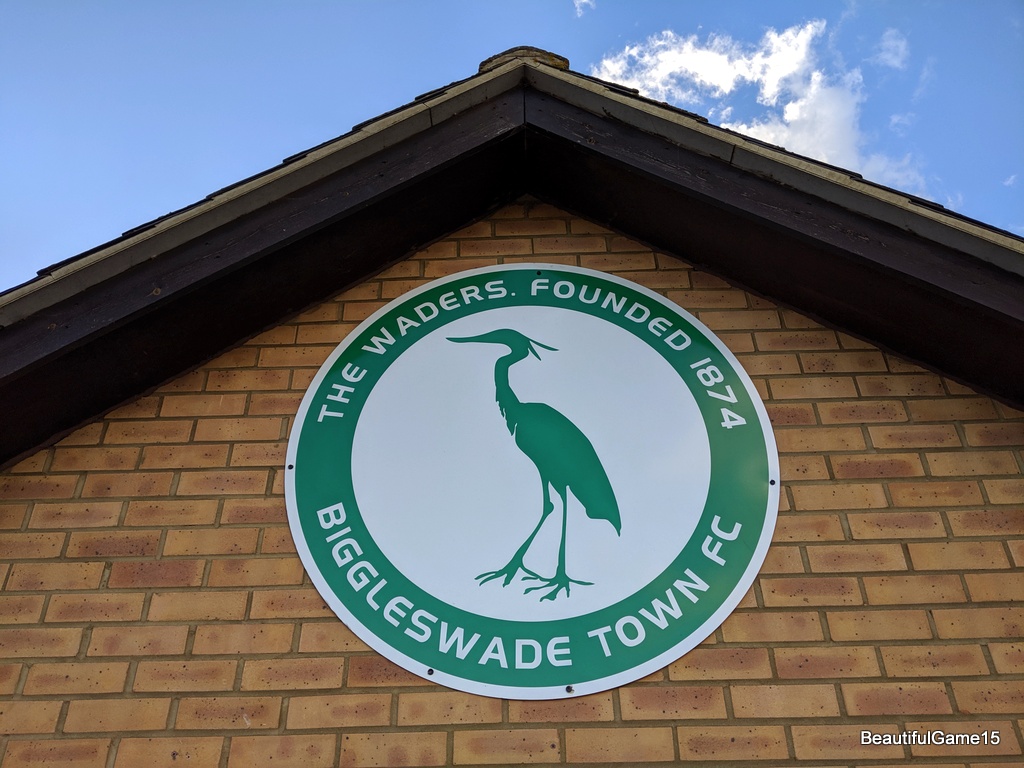 THE WADERS. FOUNDED 1874
BIGGLESWADE TOWN FC
BeautifulGame15